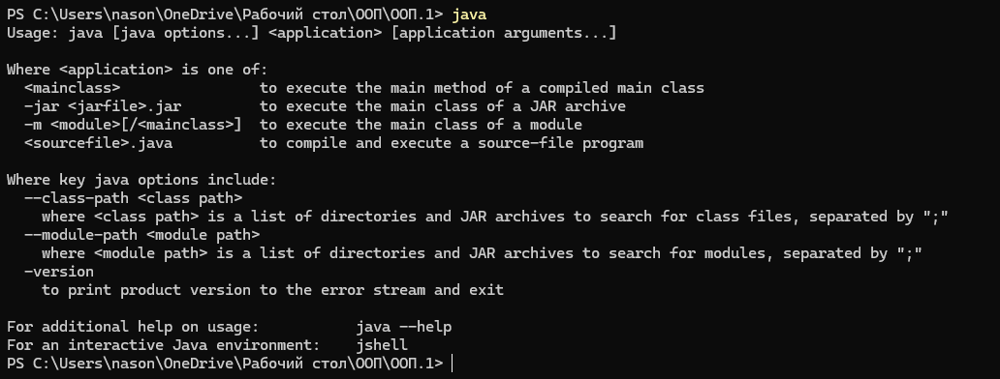 PS C:\Users\nason\OneDrive\Рабочий стол\ООП\ООП.1> java
Usage: java [java options...] <application> [application arguments...]

Where <application> is one of:
  <mainclass>                to execute the main method of a compiled main class
  -jar <jarfile>.jar         to execute the main class of a JAR archive
  -m <module>[/<mainclass>]  to execute the main class of a module
  <sourcefile>.java          to compile and execute a source-file program

Where key java options include:
  --class-path <class path>
    where <class path> is a list of directories and JAR archives to search for class files, separated by ";"
  --module-path <module path>
    where <module path> is a list of directories and JAR archives to search for modules, separated by ";"
  -version
    to print product version to the error stream and exit

For additional help on usage:           java --help
For an interactive Java environment:    jshell
PS C:\Users\nason\OneDrive\Рабочий стол\ООП\ООП.1>